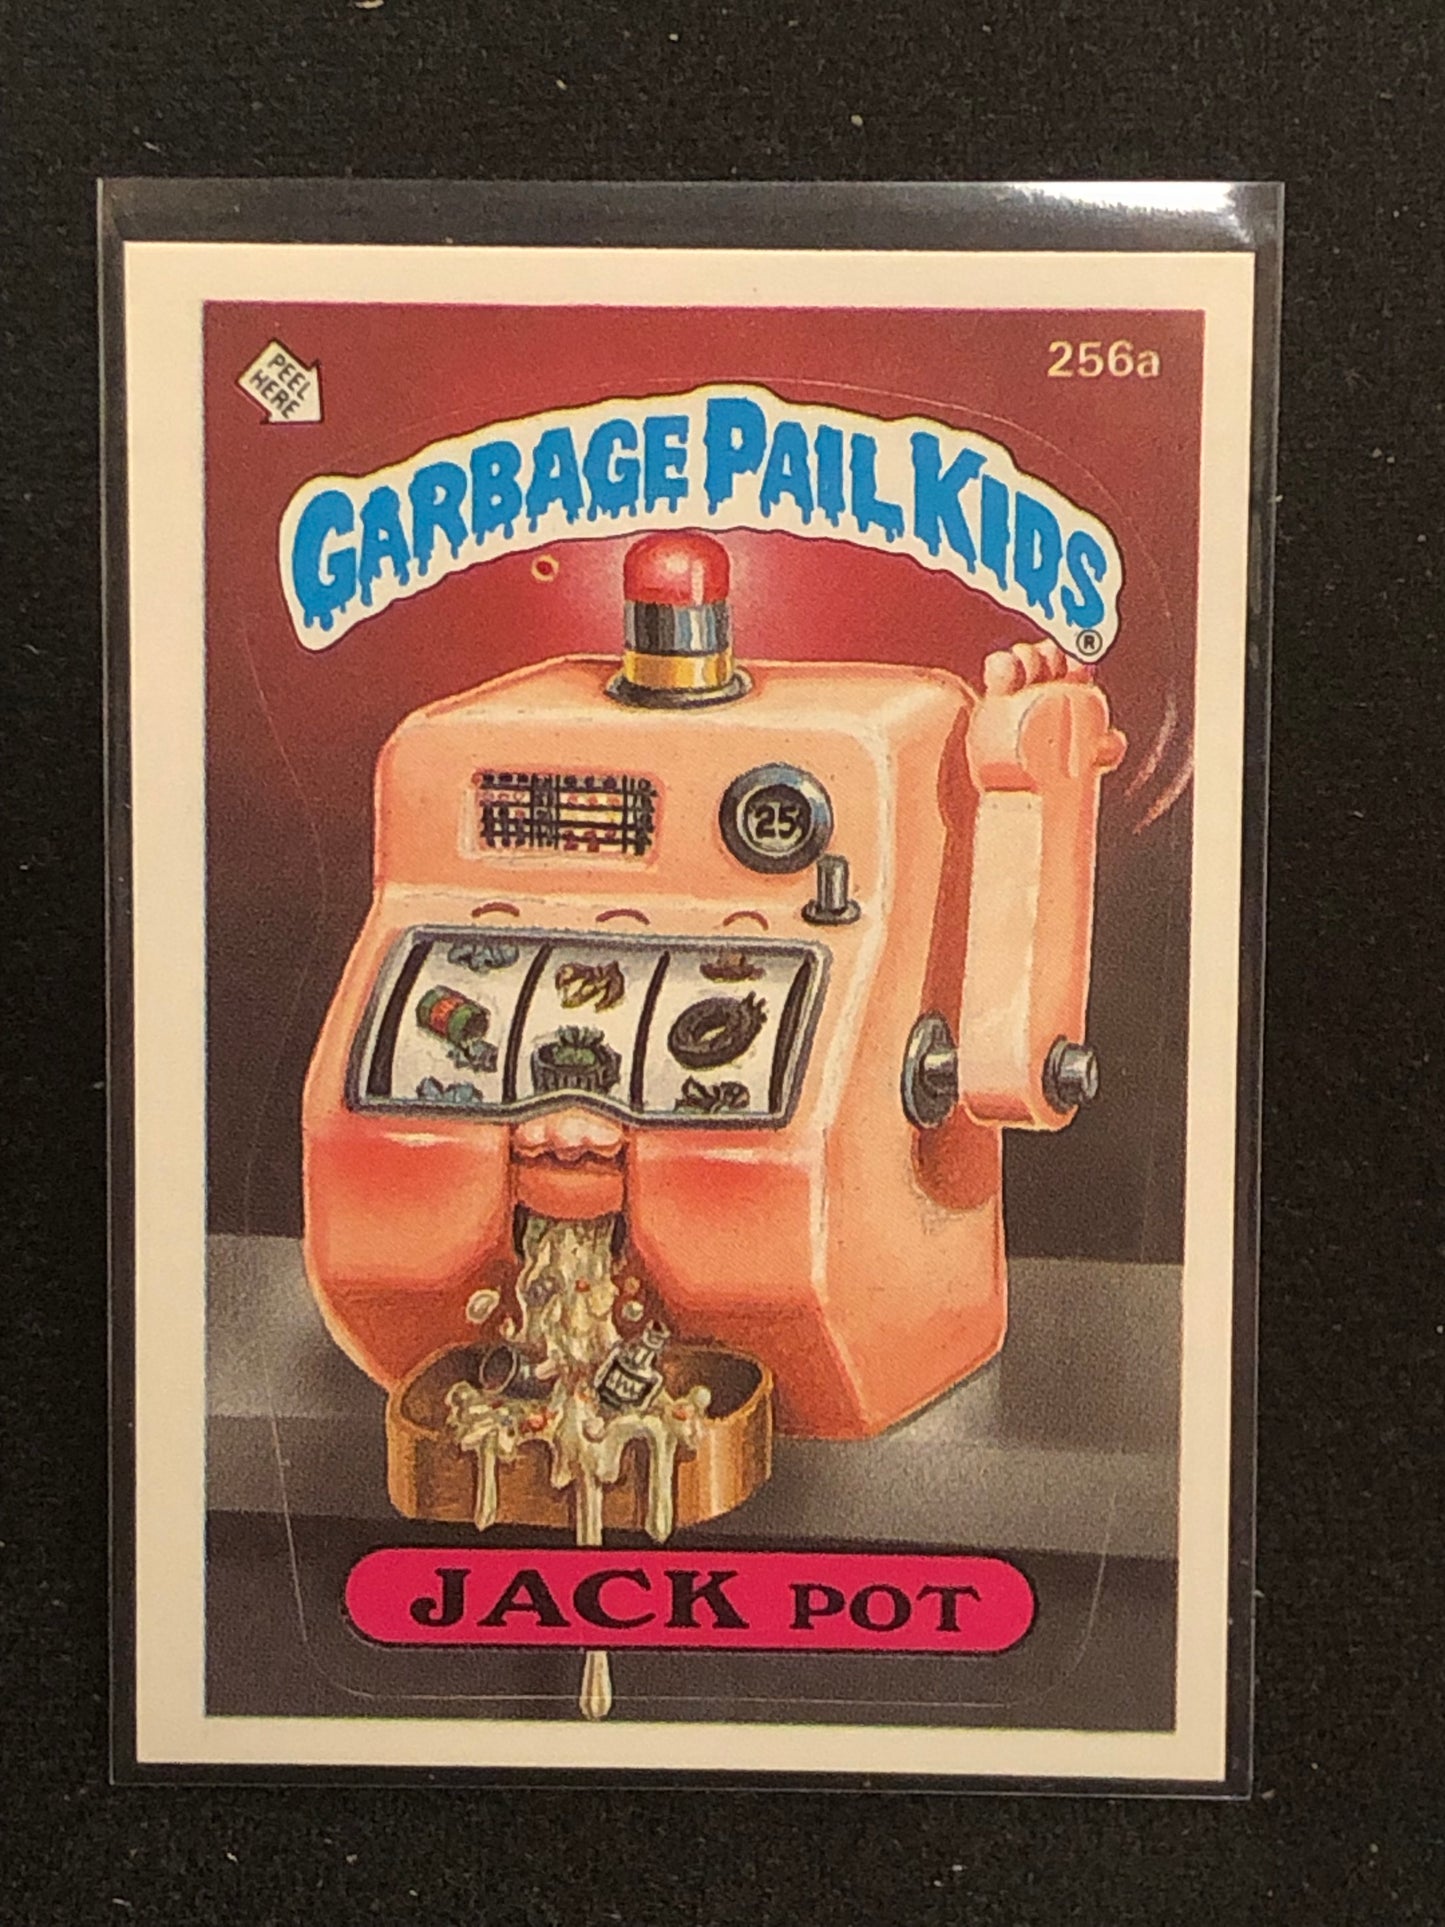 PEEL
HERE
256a
GARBAGE PAIL KIDS
®
25
JACK POT